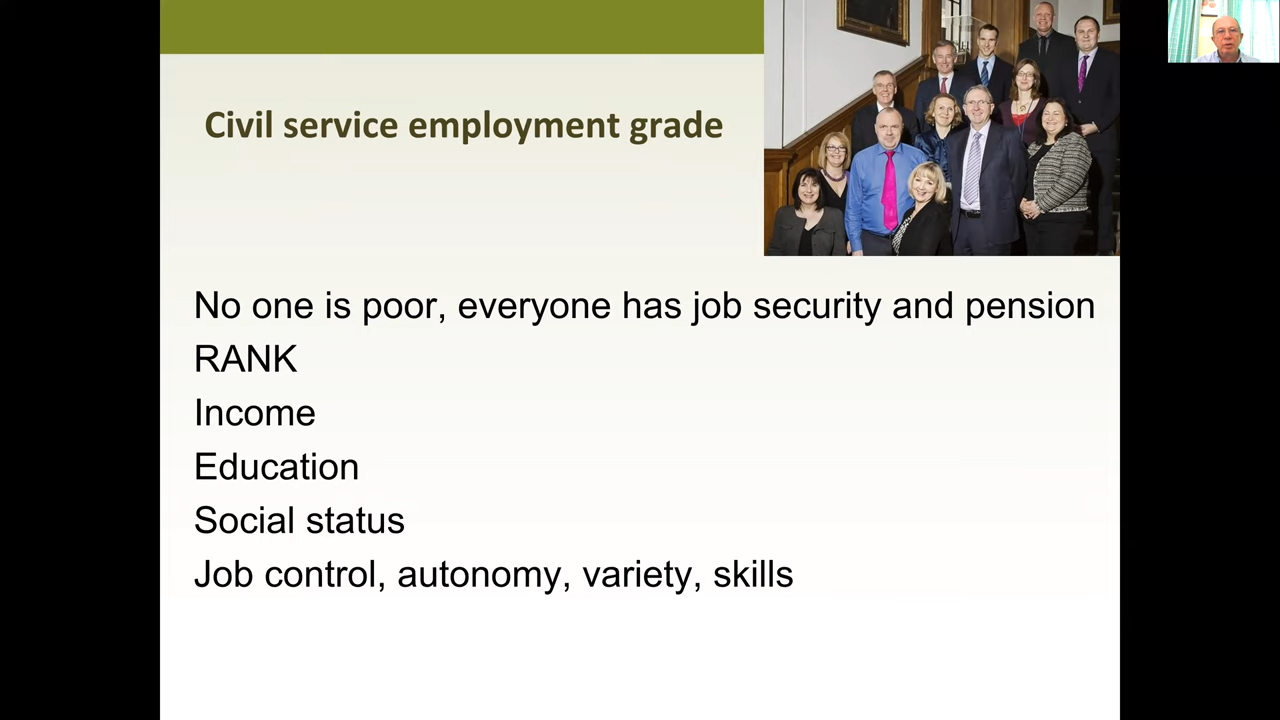 Civil service employment grade
No one is poor, everyone has job security and pension
RANK
Income
Education
Social status
Job control, autonomy, variety, skills